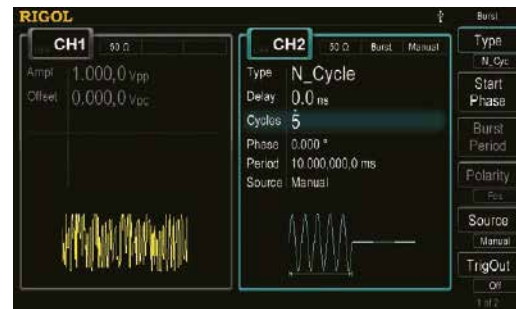 RIGOL
Burst
CH1 50 Ω
Ampl 1.000,0 Vpp
Offset 0.000,0 VDC
CH2 50 Ω Burst Manual
Type N_Cycle
Delay 0.0 ns
Cycles 5
Phase 0.000 °
Period 10.000,000,0 ms
Source Manual
Type
N_Cyc
Start
Phase
Burst
Period
Polarity
Pos
Source
Manual
TrigOut
Off
1 of 2